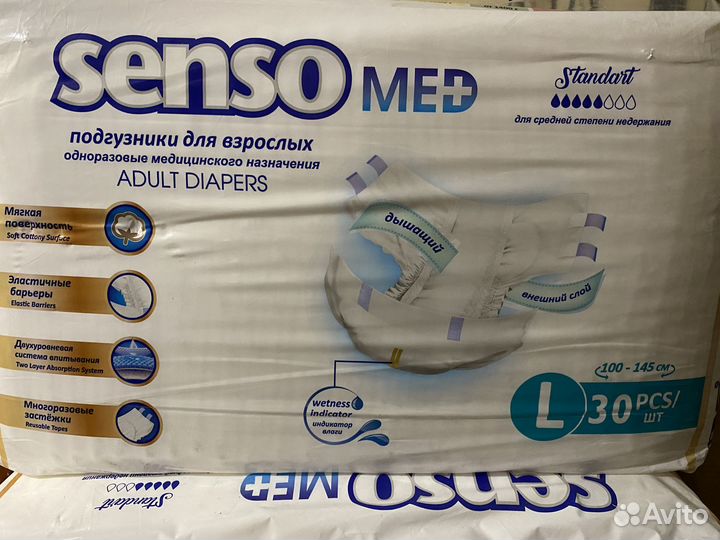 senso MED
Standart
для средней степени недержания
подгузники для взрослых
одноразовые медицинского назначения
ADULT DIAPERS
Мягкая
поверхность
Soft Cottony Surface
Эластичные
барьеры
Elastic Barriers
Двухуровневая
система впитывания
Two Layer Absorption System
Многоразовые
застёжки
Reusable Tapes
дышащий
внешний слой
wetness
indicator
индикатор
влаги
100 - 145 см
L 30 PCS/
ШТ
senso MED
Standart
недержания
Avito